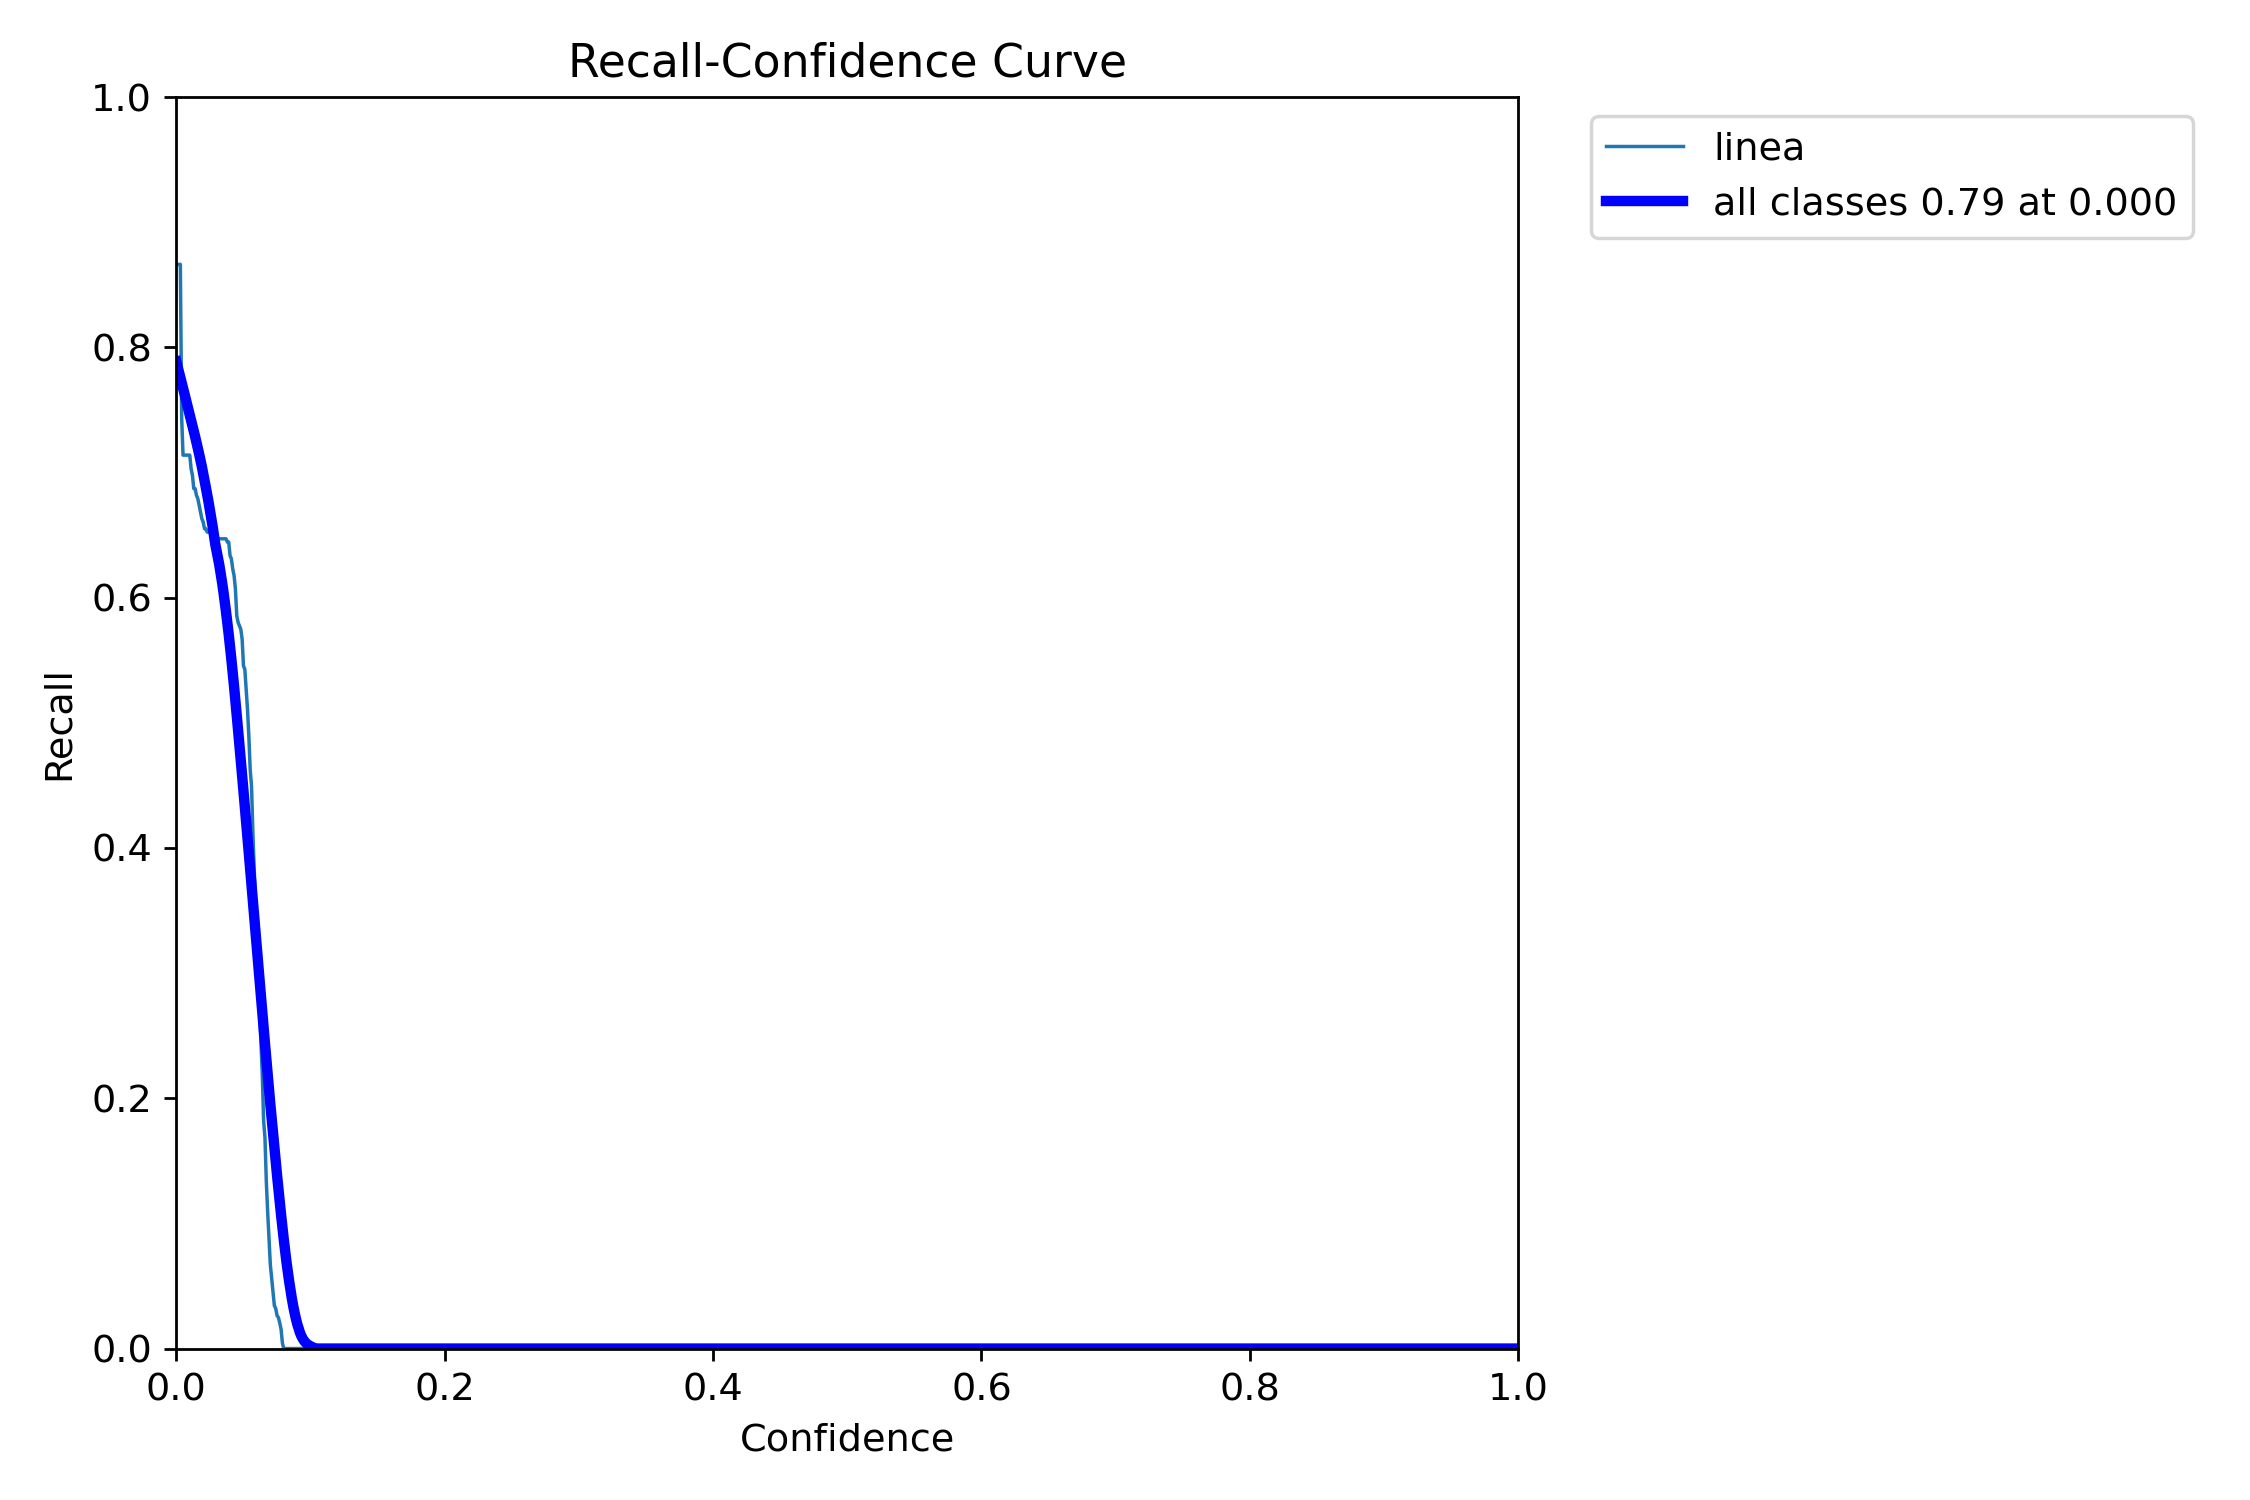 Recall-Confidence Curve
1.0
0.8
0.6
0.4
0.2
0.0
Recall
0.0 0.2 0.4 0.6 0.8 1.0
Confidence
linea
all classes 0.79 at 0.000